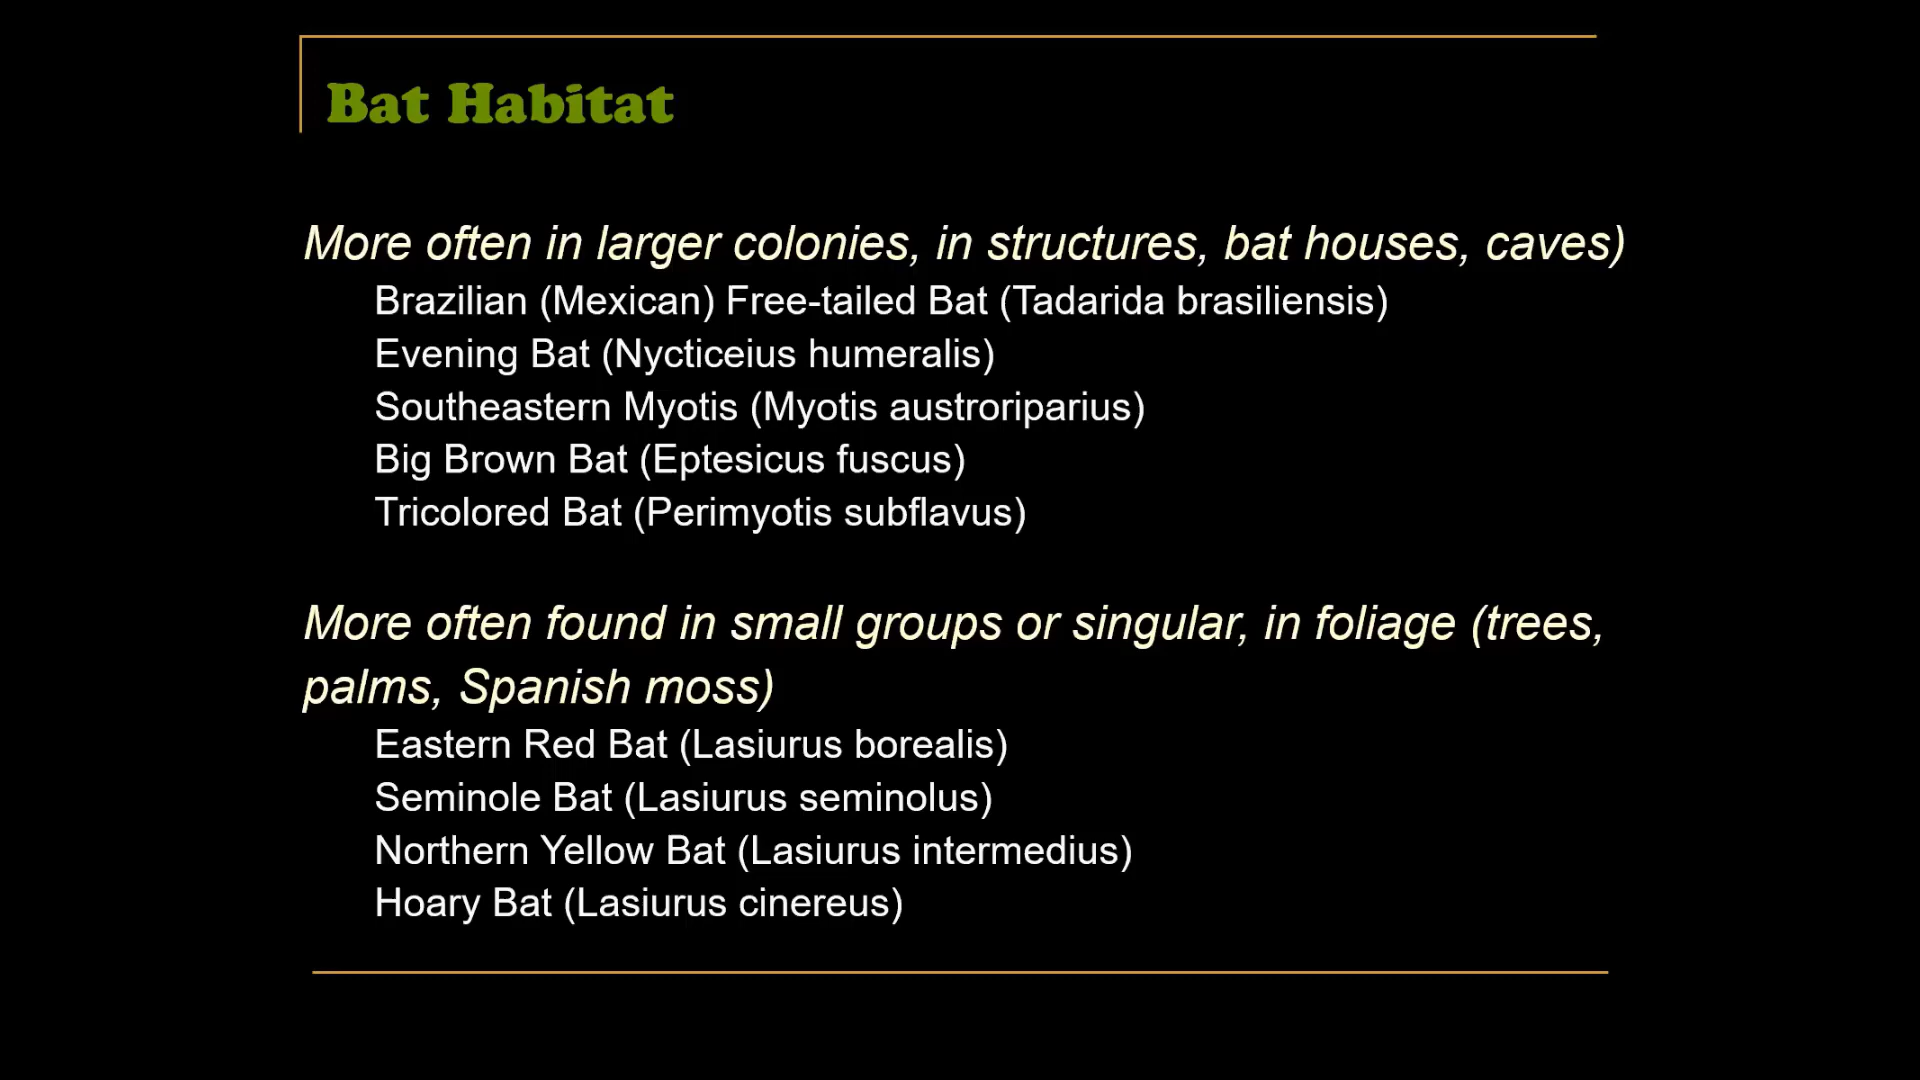 Bat Habitat
More often in larger colonies, in structures, bat houses, caves)
Brazilian (Mexican) Free-tailed Bat (Tadarida brasiliensis)
Evening Bat (Nycticeius humeralis)
Southeastern Myotis (Myotis austroriparius)
Big Brown Bat (Eptesicus fuscus)
Tricolored Bat (Perimyotis subflavus)
More often found in small groups or singular, in foliage (trees,
palms, Spanish moss)
Eastern Red Bat (Lasiurus borealis)
Seminole Bat (Lasiurus seminolus)
Northern Yellow Bat (Lasiurus intermedius)
Hoary Bat (Lasiurus cinereus)